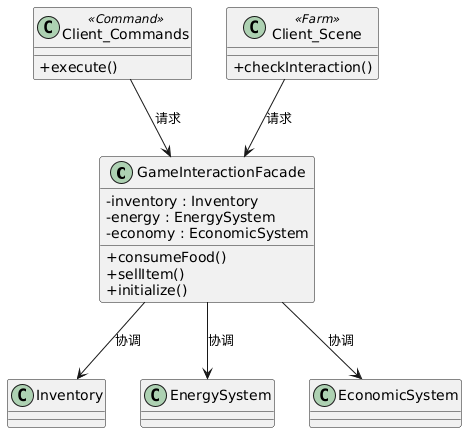 C
«Command»
Client_Commands
+execute()
C
«Farm»
Client_Scene
+checkInteraction()
请求
请求
C
GameInteractionFacade
-inventory : Inventory
-energy : EnergySystem
-economy : EconomicSystem
+consumeFood()
+sellItem()
+initialize()
协调
协调
协调
C
Inventory
C
EnergySystem
C
EconomicSystem